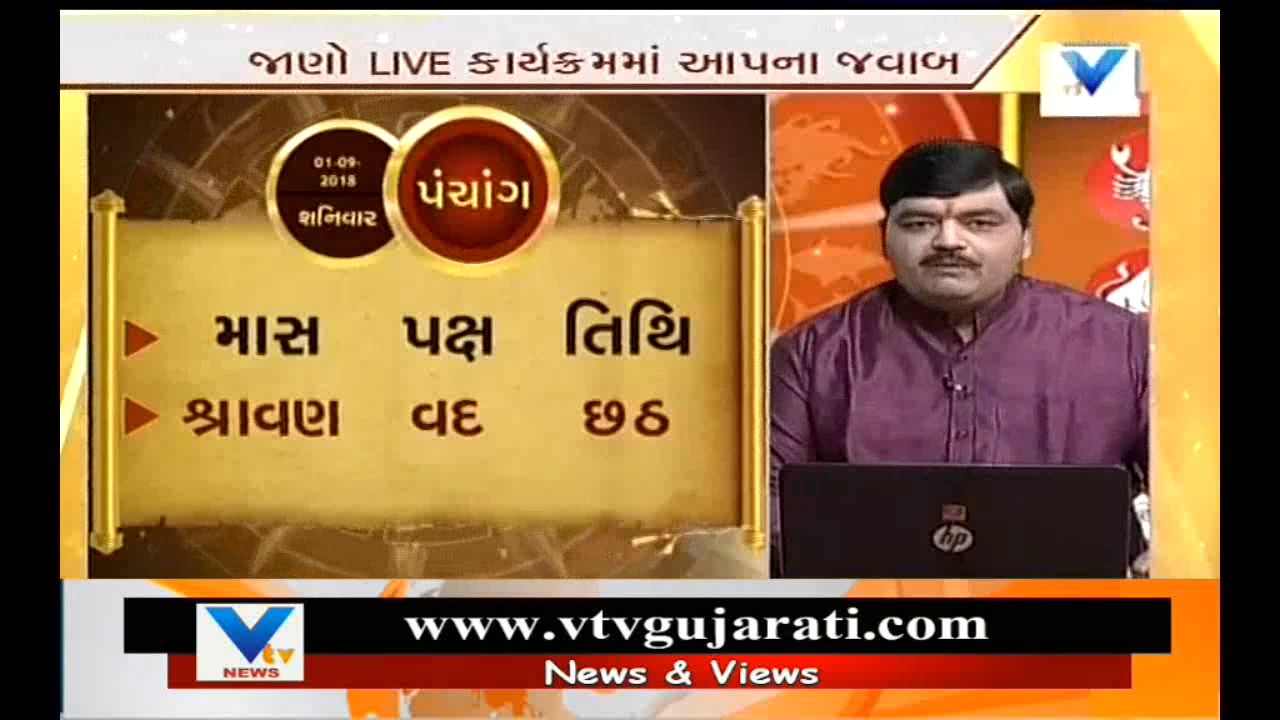 જાણો LIVE કાર્યક્રમમાં આપના જવાબ
01-09-
2018
શનિવાર
પંચાંગ
માસ પક્ષ તિથિ
શ્રાવણ વદ છઠ
hp
www.vtvgujarati.com
Vtv
NEWS
News & Views